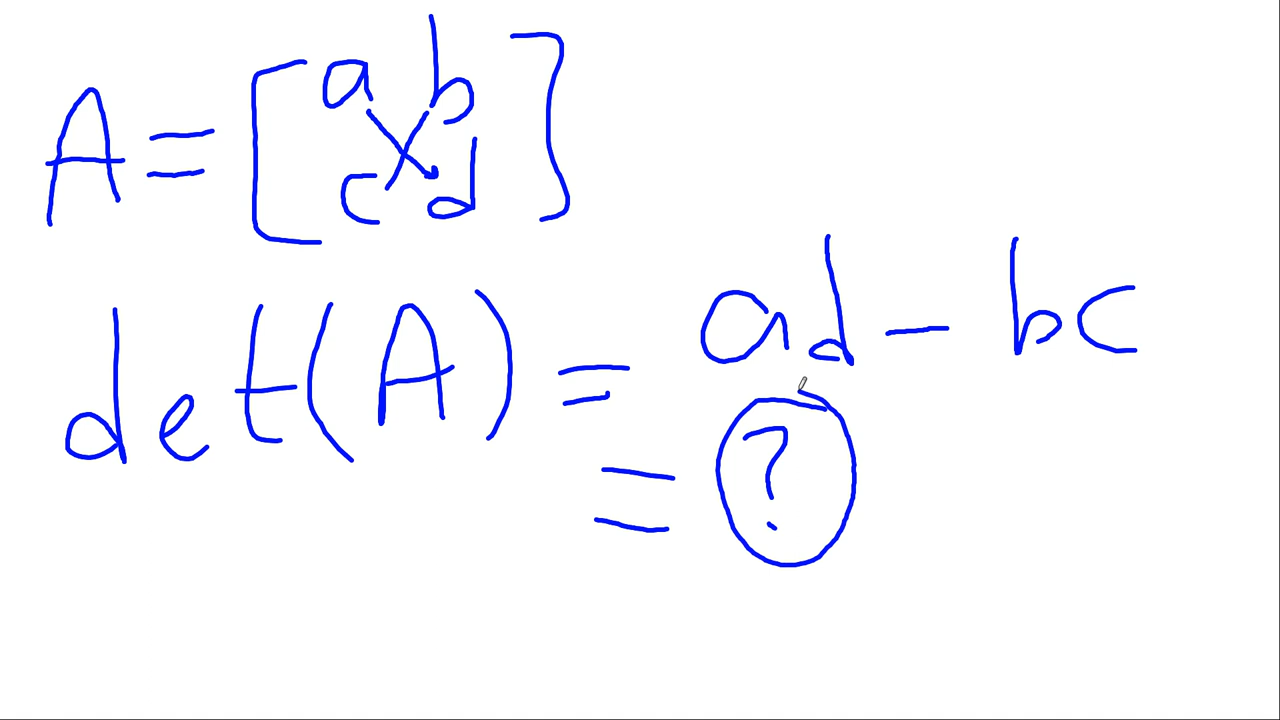 A = [a b
c d]
det(A) = ad - bc
= ?